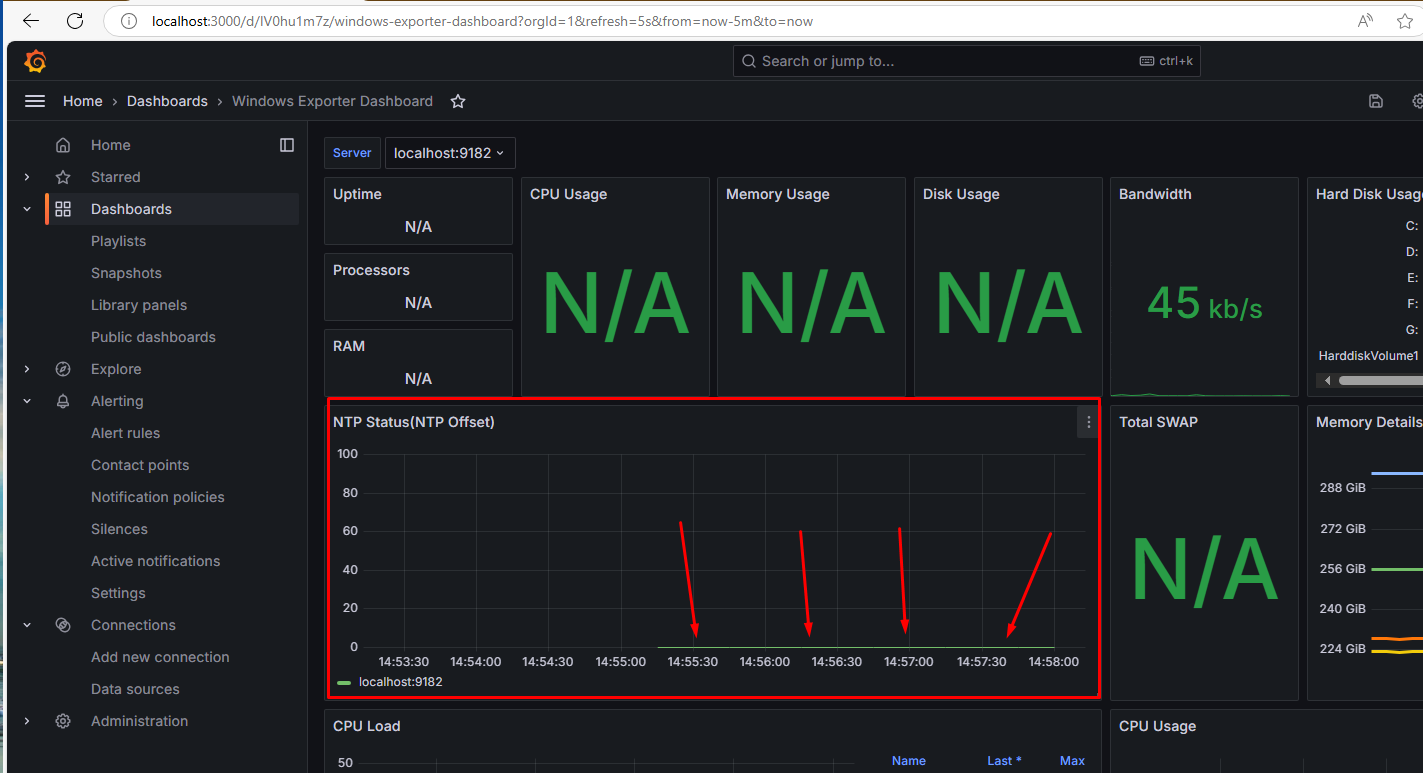 localhost:3000/d/lV0hu1m7z/windows-exporter-dashboard?orgId=1&refresh=5s&from=now-5m&to=now
Search or jump to... ctrl+k
Home › Dashboards › Windows Exporter Dashboard
Home
Starred
Dashboards
Playlists
Snapshots
Library panels
Public dashboards
Explore
Alerting
Alert rules
Contact points
Notification policies
Silences
Active notifications
Settings
Connections
Add new connection
Data sources
Administration
Server localhost:9182
Uptime
N/A
Processors
N/A
RAM
N/A
CPU Usage
N/A
Memory Usage
N/A
Disk Usage
N/A
Bandwidth
45 kb/s
Hard Disk Usag
C:
D:
E:
F:
G:
HarddiskVolume1
NTP Status(NTP Offset)
100
80
60
40
20
0
14:53:30 14:54:00 14:54:30 14:55:00 14:55:30 14:56:00 14:56:30 14:57:00 14:57:30 14:58:00
localhost:9182
Total SWAP
N/A
Memory Details
288 GiB
272 GiB
256 GiB
240 GiB
224 GiB
CPU Load
50
Name Last * Max
CPU Usage